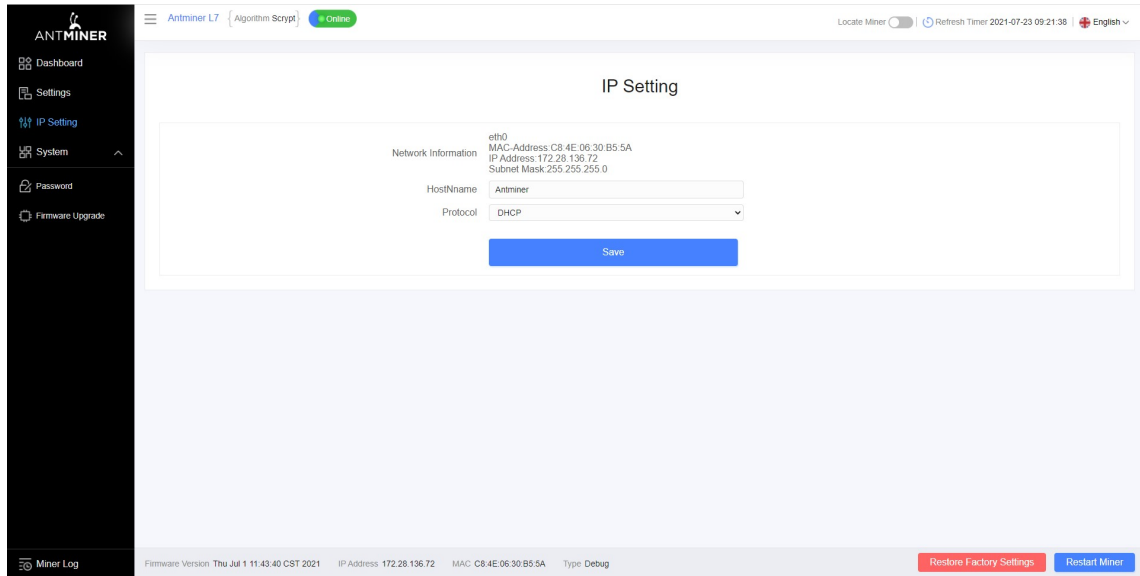 ANTMINER
Antminer L7 {Algorithm Scrypt} Online
Locate Miner Refresh Timer 2021-07-23 09:21:38 English
Dashboard
Settings
IP Setting
System
Password
Firmware Upgrade
IP Setting
Network Information
eth0
MAC-Address:C8:4E:06:30:B5:5A
IP Address:172.28.136.72
Subnet Mask:255.255.255.0
HostNname Antminer
Protocol DHCP
Save
Miner Log
Firmware Version Thu Jul 1 11:43:40 CST 2021 IP Address 172.28.136.72 MAC C8:4E:06:30:B5:5A Type Debug
Restore Factory Settings Restart Miner